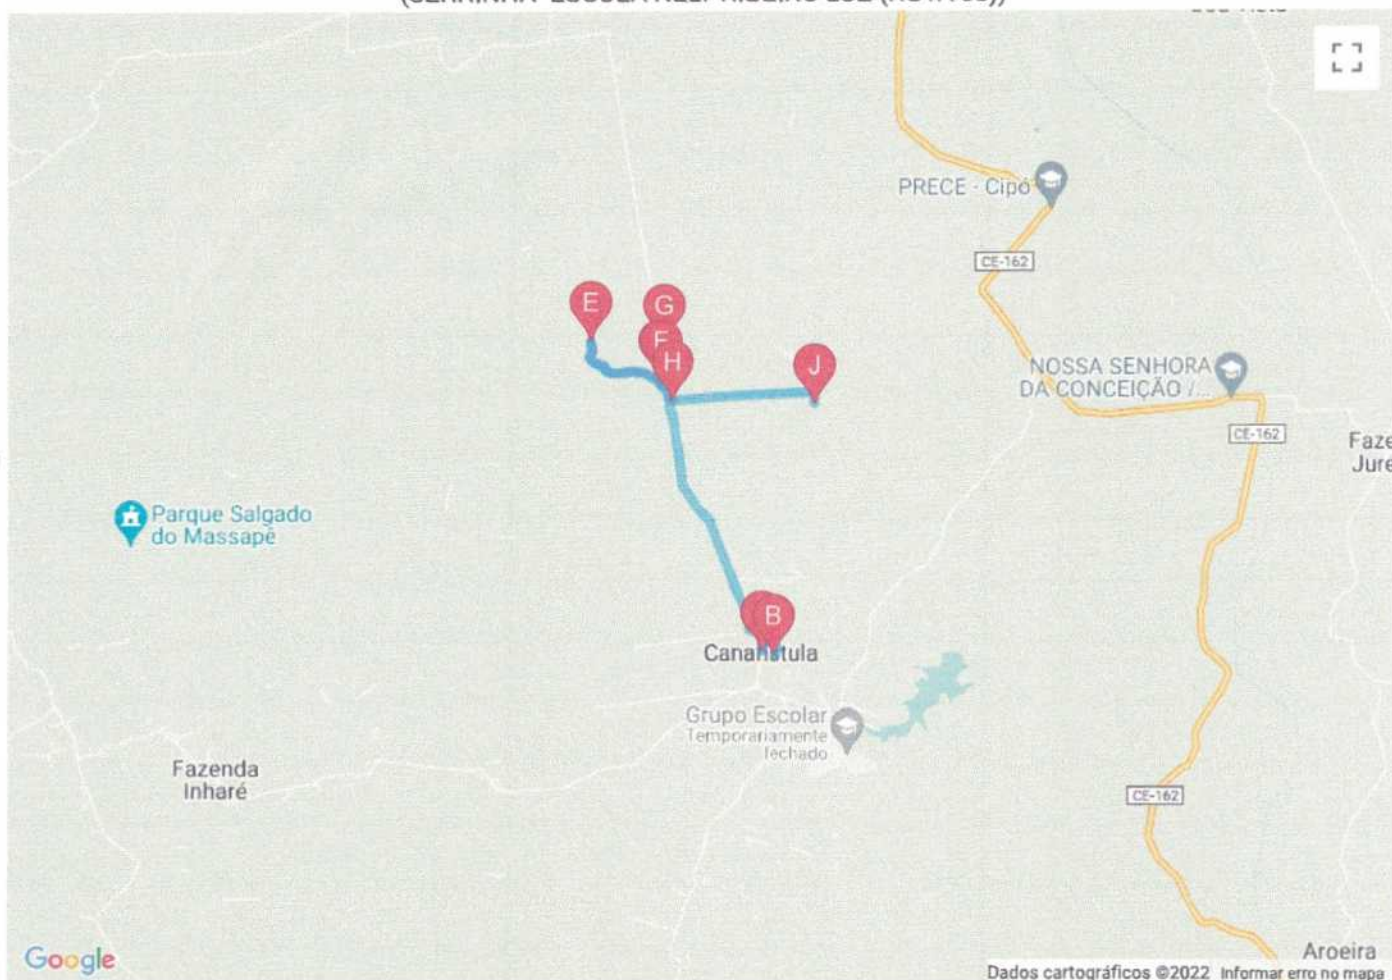 PRECE - Cipó
CE-162
E
G
F
H
J
NOSSA SENHORA
DA CONCEIÇÃO /...
CE-162
Faze
Jure
Parque Salgado
do Massapê
B
Grupo Escolar
Temporariamente
fechado
Fazenda
Inharé
CE-162
Aroeira
Google
Dados cartográficos ©2022 Informar erro no mapa